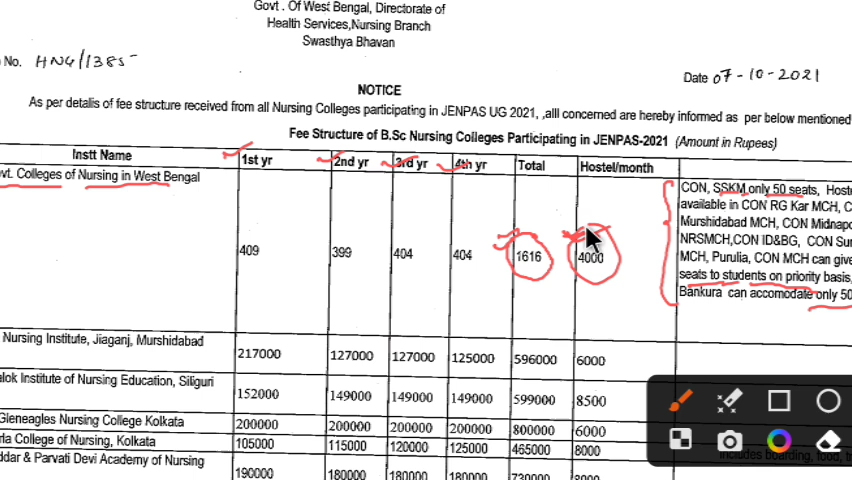 Govt . Of West Bengal, Directorate of
Health Services,Nursing Branch
Swasthya Bhavan
No. HNG/1385
Date 07-10-2021
NOTICE
As per detalis of fee structure received from all Nursing Colleges participating in JENPAS UG 2021, ,alll concerned are hereby informed as per below mentioned
Fee Structure of B.Sc Nursing Colleges Participating in JENPAS-2021 (Amount in Rupees)
Instt Name 1st yr 2nd yr 3rd yr 4th yr Total Hostel/month
vt. Colleges of Nursing in West Bengal 409 399 404 404 1616 4000
CON, SSKM only 50 seats, Hoste
available in CON RG Kar MCH, C
Murshidabad MCH, CON Midnapo
NRSMCH,CON ID&BG, CON Sur
MCH, Purulia, CON MCH can give
seats to students on priority basis,
Bankura can accomodate only 50
Nursing Institute, Jiaganj, Murshidabad 217000 127000 127000 125000 596000 6000
lok Institute of Nursing Education, Siliguri 152000 149000 149000 149000 599000 8500
Gleneagles Nursing College Kolkata 200000 200000 200000 200000 800000 6000
rla College of Nursing, Kolkata 105000 115000 120000 125000 465000 8000
ddar & Parvati Devi Academy of Nursing 190000 180000 180000 180000 730000